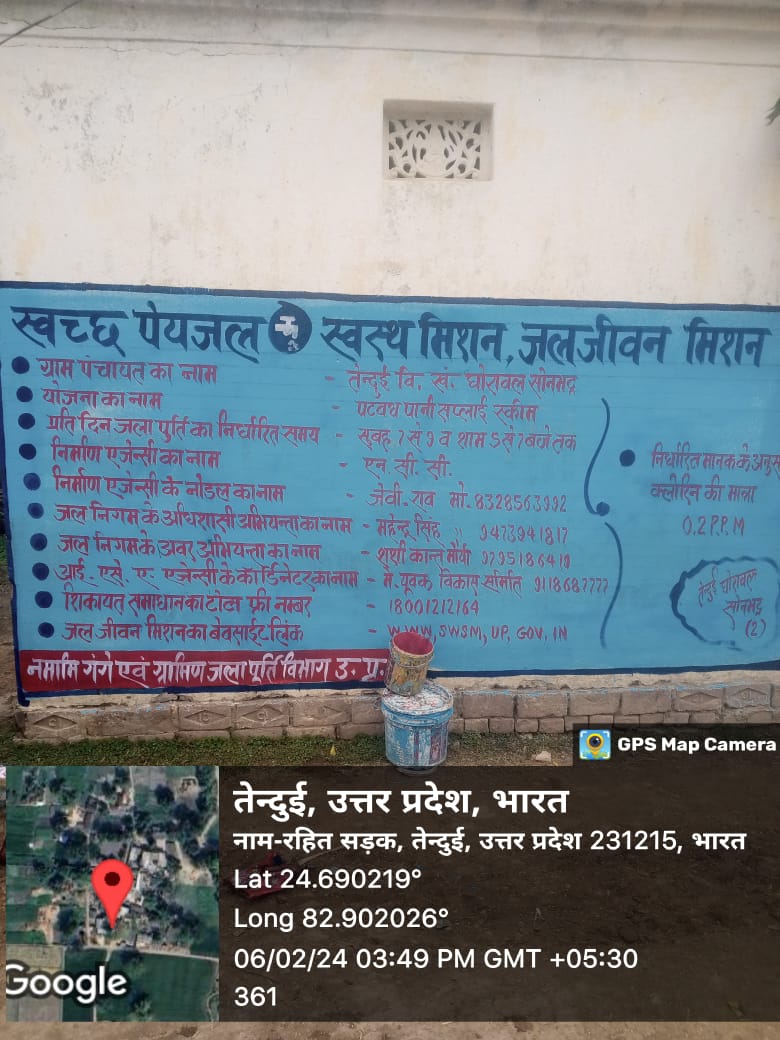 स्वच्छ पेयजल स्वस्थ मिशन, जलजीवन मिशन
ग्राम पंचायत का नाम - तेन्दुई वि. खं. घोरावल सोनभद्र
योजना का नाम - पटवध पानी सप्लाई स्कीम
प्रति दिन जला पुर्ति का निर्धारित समय - सुबह 7 से 9 व शाम 5 से 7 बजे तक
निर्माण एजेन्सी का नाम - एन. सी. सी.
निर्माण एजेन्सी के नोडल का नाम - जेवी. राव मो. 8328563992
जल निगम के अधिशासी अभियन्ता का नाम - महेन्द्र सिंह " 9473941817
जल निगम के अवर अभियन्ता का नाम - शशी कान्त मौर्या 9795186419
आई. एसे. ए. एजेन्सी के कोर्डिनेटर का नाम - मे. यूवक विकास समिति 9118687777
शिकायत समाधान का टोल फ्री नम्बर - 18001212164
जल जीवन मिशन का वेवसाईट लिंक - WWW, SWSM, UP, GOV, IN
नमामि गंगे एवं ग्रामिण जला पूर्ति विभाग उ. प्र.
निर्धारित मानक के अनुस
क्लोरिन की मात्रा
0.2 P.P.M
तेन्दुई घोरावल
सोनभद्र
(2)
GPS Map Camera
तेन्दुई, उत्तर प्रदेश, भारत
नाम-रहित सड़क, तेन्दुई, उत्तर प्रदेश 231215, भारत
Lat 24.690219°
Long 82.902026°
06/02/24 03:49 PM GMT +05:30
361
Google